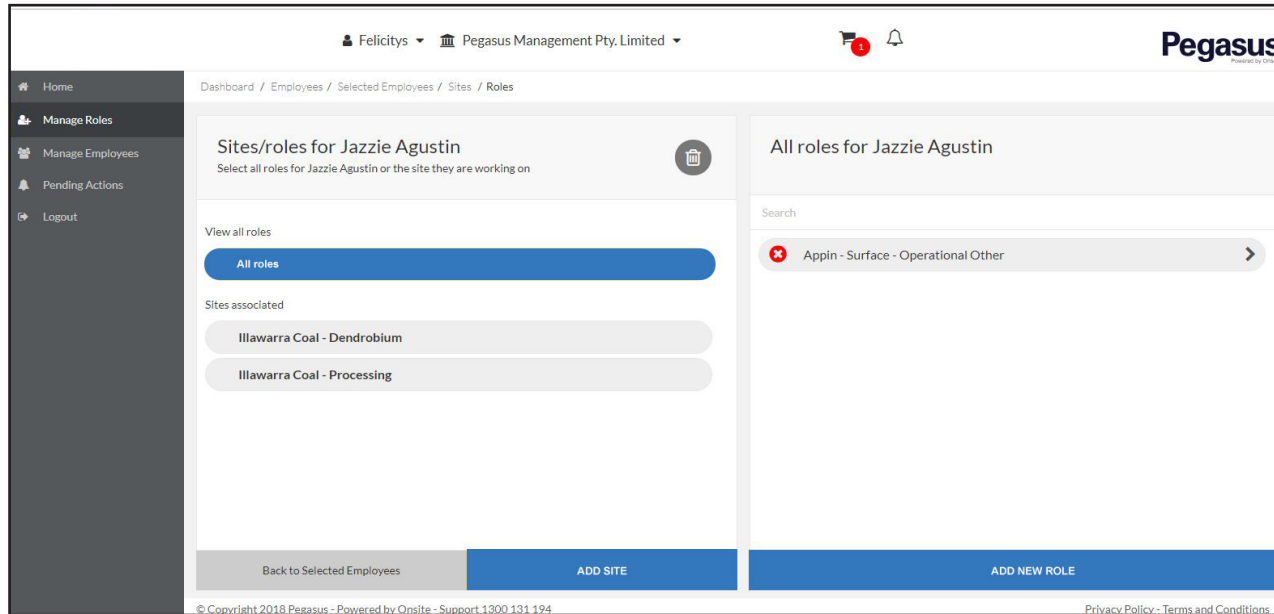 Felicitys Pegasus Management Pty. Limited 1 Pegasus
Powered by Onsite
Home
Manage Roles
Manage Employees
Pending Actions
Logout
Dashboard / Employees / Selected Employees / Sites / Roles
Sites/roles for Jazzie Agustin
Select all roles for Jazzie Agustin or the site they are working on
View all roles
All roles
Sites associated
Illawarra Coal - Dendrobium
Illawarra Coal - Processing
Back to Selected Employees ADD SITE
All roles for Jazzie Agustin
Search
Appin - Surface - Operational Other
ADD NEW ROLE
© Copyright 2018 Pegasus - Powered by Onsite - Support 1300 131 194 Privacy Policy - Terms and Conditions